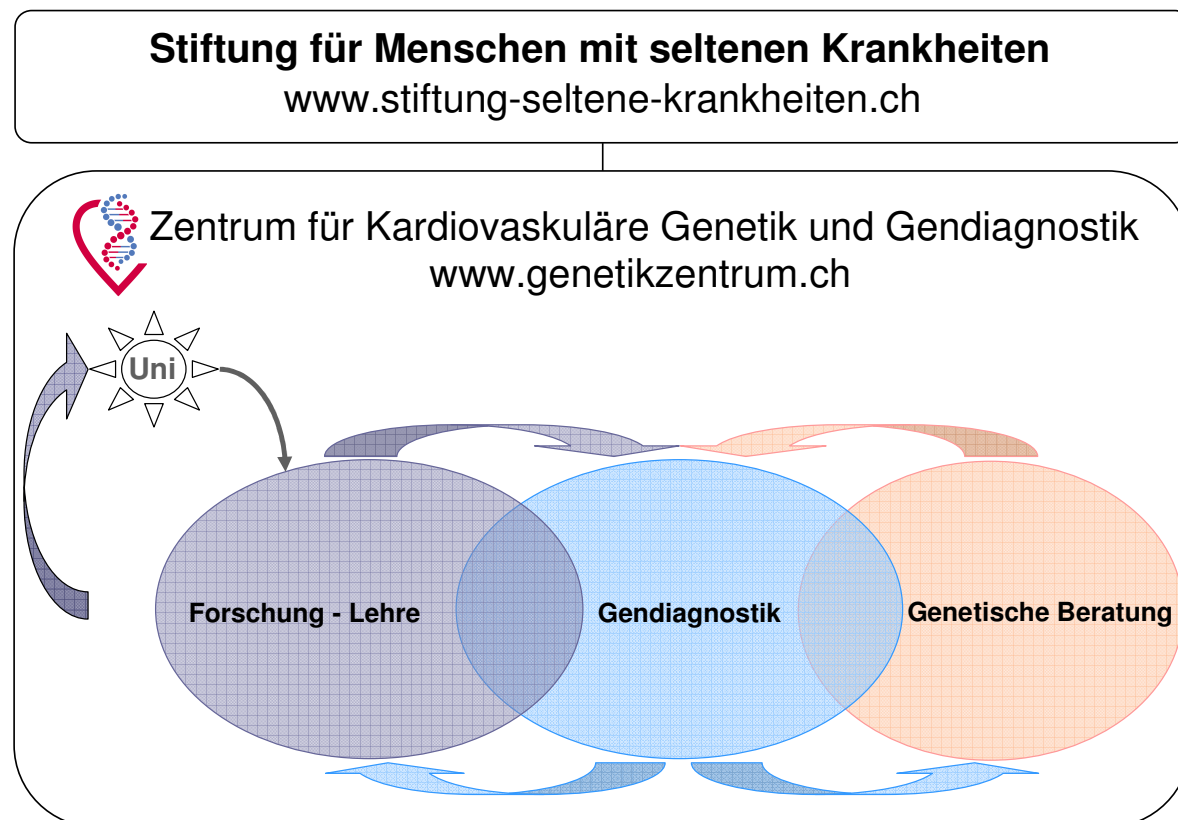 Stiftung für Menschen mit seltenen Krankheiten
www.stiftung-seltene-krankheiten.ch
Zentrum für Kardiovaskuläre Genetik und Gendiagnostik
www.genetikzentrum.ch
Uni
Forschung - Lehre
Gendiagnostik
Genetische Beratung